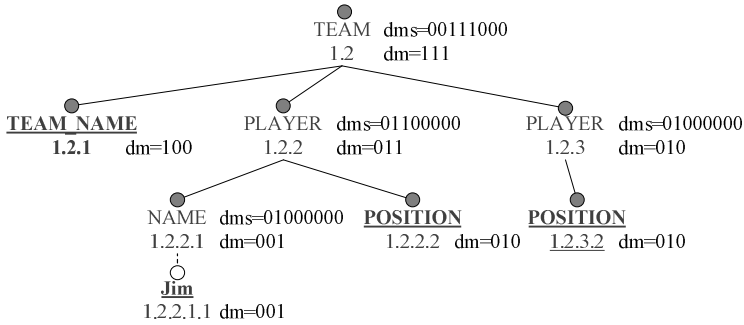 TEAM dms=00111000
1.2 dm=111
TEAM_NAME PLAYER dms=01100000 PLAYER dms=01000000
1.2.1 dm=100 1.2.2 dm=011 1.2.3 dm=010
NAME dms=01000000 POSITION POSITION
1.2.2.1 dm=001 1.2.2.2 dm=010 1.2.3.2 dm=010
Jim
1.2.2.1.1 dm=001